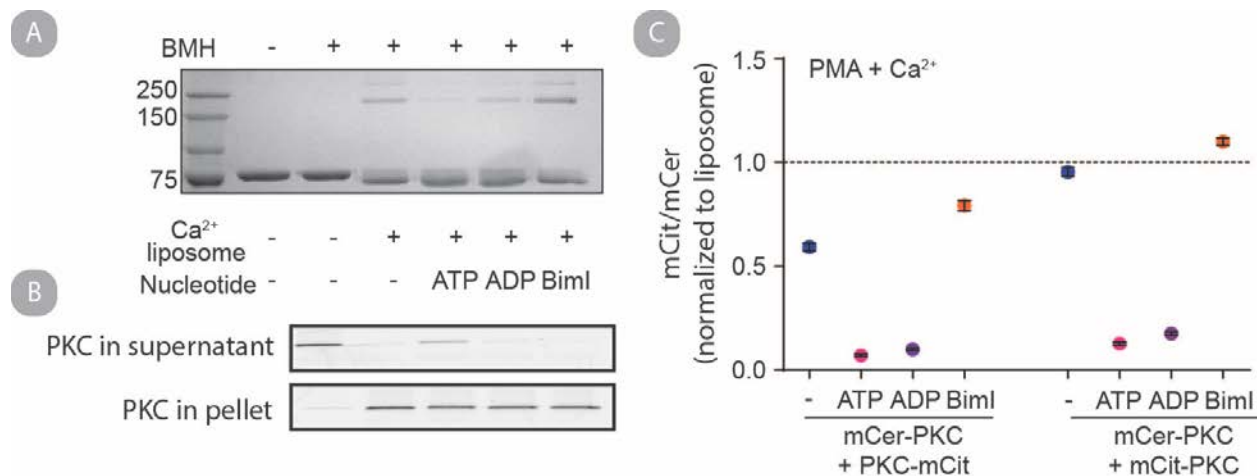 A
BMH - + + + + +
250
150
75
Ca²⁺
liposome - - + + + +
Nucleotide - - - ATP ADP BimI
B
PKC in supernatant
PKC in pellet
C
PMA + Ca²⁺
mCit/mCer
(normalized to liposome)
1.5
1.0
0.5
0.0
- ATP ADP BimI - ATP ADP BimI
mCer-PKC mCer-PKC
+ PKC-mCit + mCit-PKC